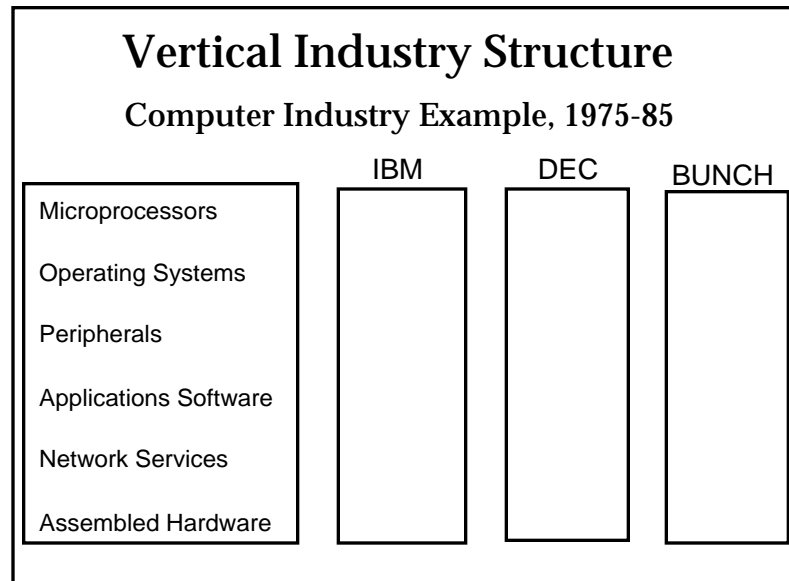 Vertical Industry Structure
Computer Industry Example, 1975-85
IBM DEC BUNCH
Microprocessors
Operating Systems
Peripherals
Applications Software
Network Services
Assembled Hardware